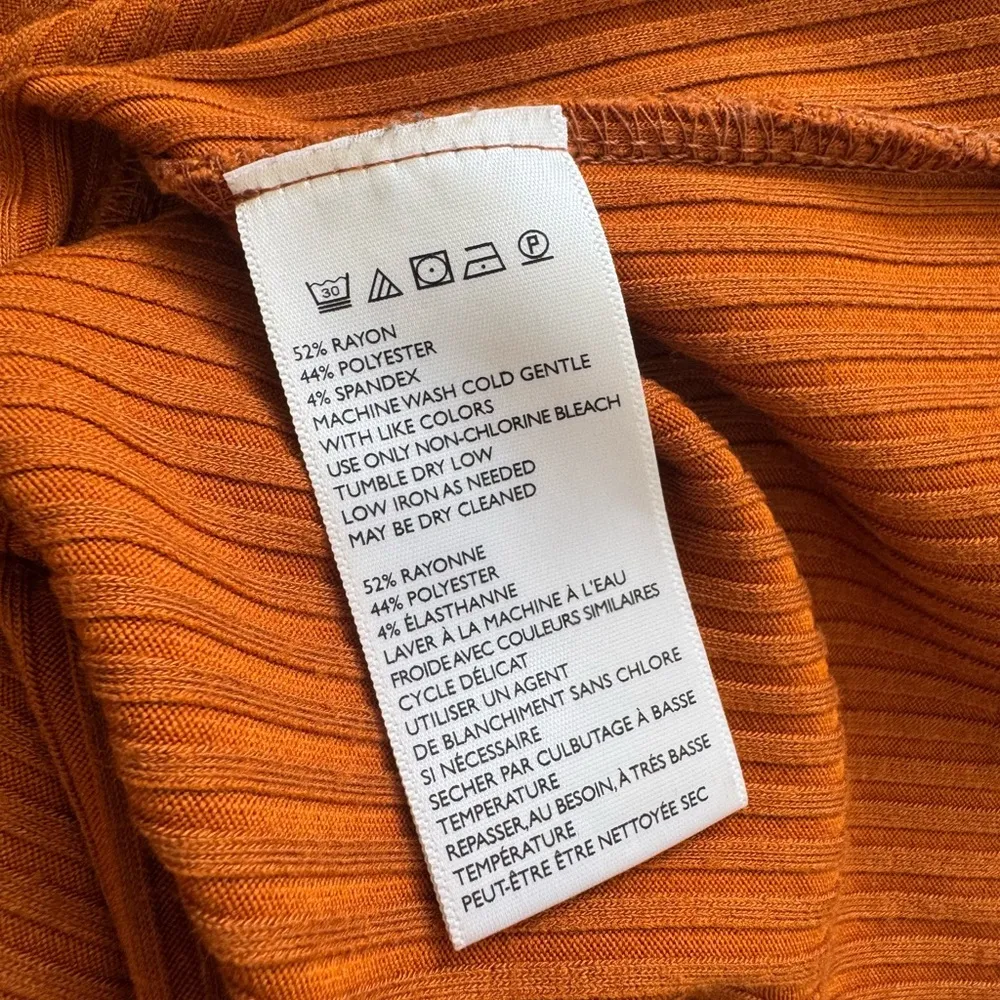 30 P
52% RAYON
44% POLYESTER
4% SPANDEX
MACHINE WASH COLD GENTLE
WITH LIKE COLORS
USE ONLY NON-CHLORINE BLEACH
TUMBLE DRY LOW
LOW IRON AS NEEDED
MAY BE DRY CLEANED
52% RAYONNE
44% POLYESTER
4% ÉLASTHANNE
LAVER À LA MACHINE À L'EAU
FROIDE AVEC COULEURS SIMILAIRES
CYCLE DÉLICAT
UTILISER UN AGENT
DE BLANCHIMENT SANS CHLORE
SI NÉCESSAIRE
SECHER PAR CULBUTAGE À BASSE
TEMPERATURE
REPASSER, AU BESOIN, À TRÈS BASSE
TEMPÉRATURE
PEUT-ÊTRE ÊTRE NETTOYÉE SEC